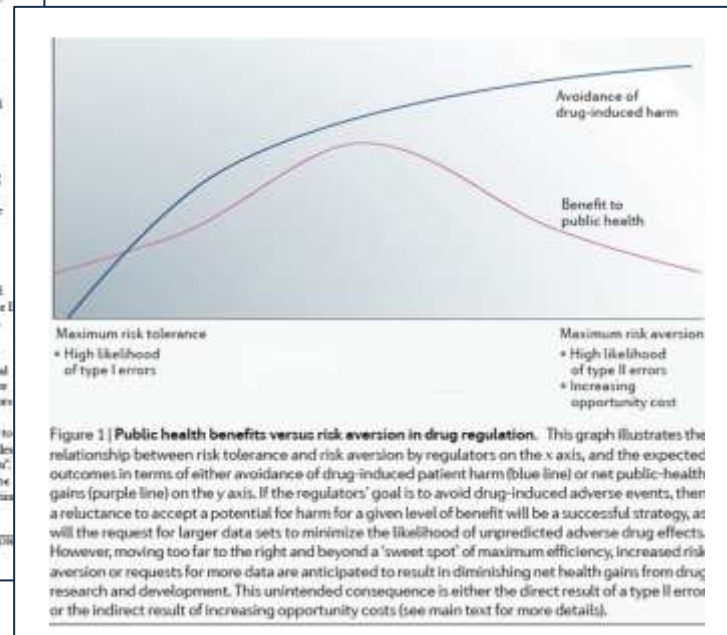 Avoidance of
drug-induced harm
Benefit to
public health
Maximum risk tolerance
• High likelihood
of type I errors
Maximum risk aversion
• High likelihood
of type II errors
• Increasing
opportunity cost
Figure 1 | Public health benefits versus risk aversion in drug regulation. This graph illustrates the
relationship between risk tolerance and risk aversion by regulators on the x axis, and the expected
outcomes in terms of either avoidance of drug-induced patient harm (blue line) or net public-health
gains (purple line) on the y axis. If the regulators' goal is to avoid drug-induced adverse events, then
a reluctance to accept a potential for harm for a given level of benefit will be a successful strategy, as
will the request for larger data sets to minimize the likelihood of unpredicted adverse drug effects.
However, moving too far to the right and beyond a 'sweet spot' of maximum efficiency, increased risk
aversion or requests for more data are anticipated to result in diminishing net health gains from drug
research and development. This unintended consequence is either the direct result of a type II error
or the indirect result of increasing opportunity costs (see main text for more details).